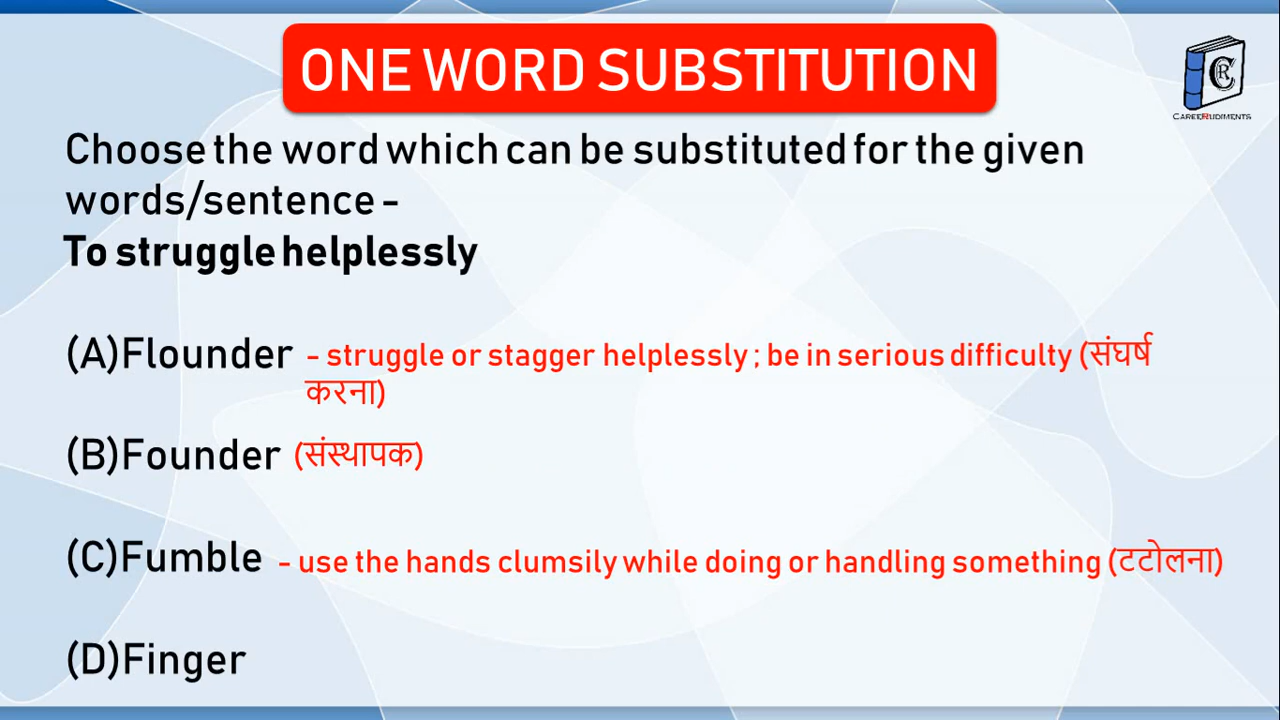 ONE WORD SUBSTITUTION
CR
CAREERUDIMENTS
Choose the word which can be substituted for the given
words/sentence -
To struggle helplessly
(A)Flounder - struggle or stagger helplessly ; be in serious difficulty (संघर्ष
करना)
(B)Founder (संस्थापक)
(C)Fumble - use the hands clumsily while doing or handling something (टटोलना)
(D)Finger